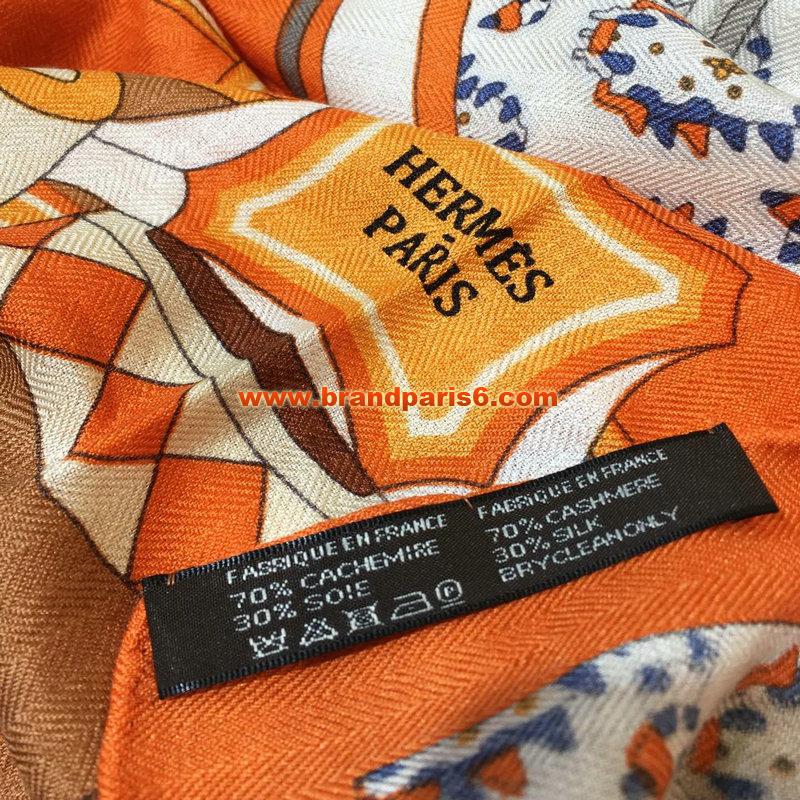 HERMÈS
- PARIS
www.brandparis6.com
FABRIQUE EN FRANCE
70% CACHEMIRE
30% SOIE
FABRIQUE EN FRANCE
70% CASHMERE
30% SILK
BRYCLEAN ONLY